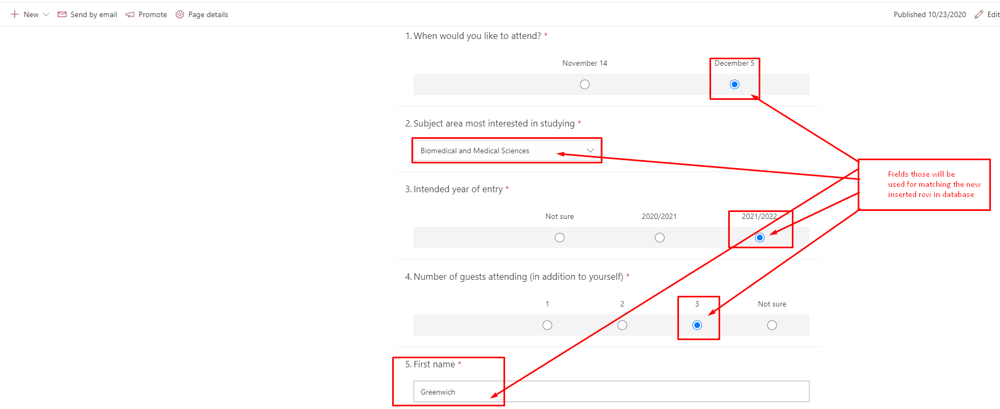 New
Send by email
Promote
Page details
Published 10/23/2020
Edit
1. When would you like to attend? *
November 14
December 5
2. Subject area most interested in studying *
Biomedical and Medical Sciences
Fields those will be
used for matching the new
inserted row in database
3. Intended year of entry *
Not sure
2020/2021
2021/2022
4. Number of guests attending (in addition to yourself) *
1
2
3
Not sure
5. First name *
Greenwich